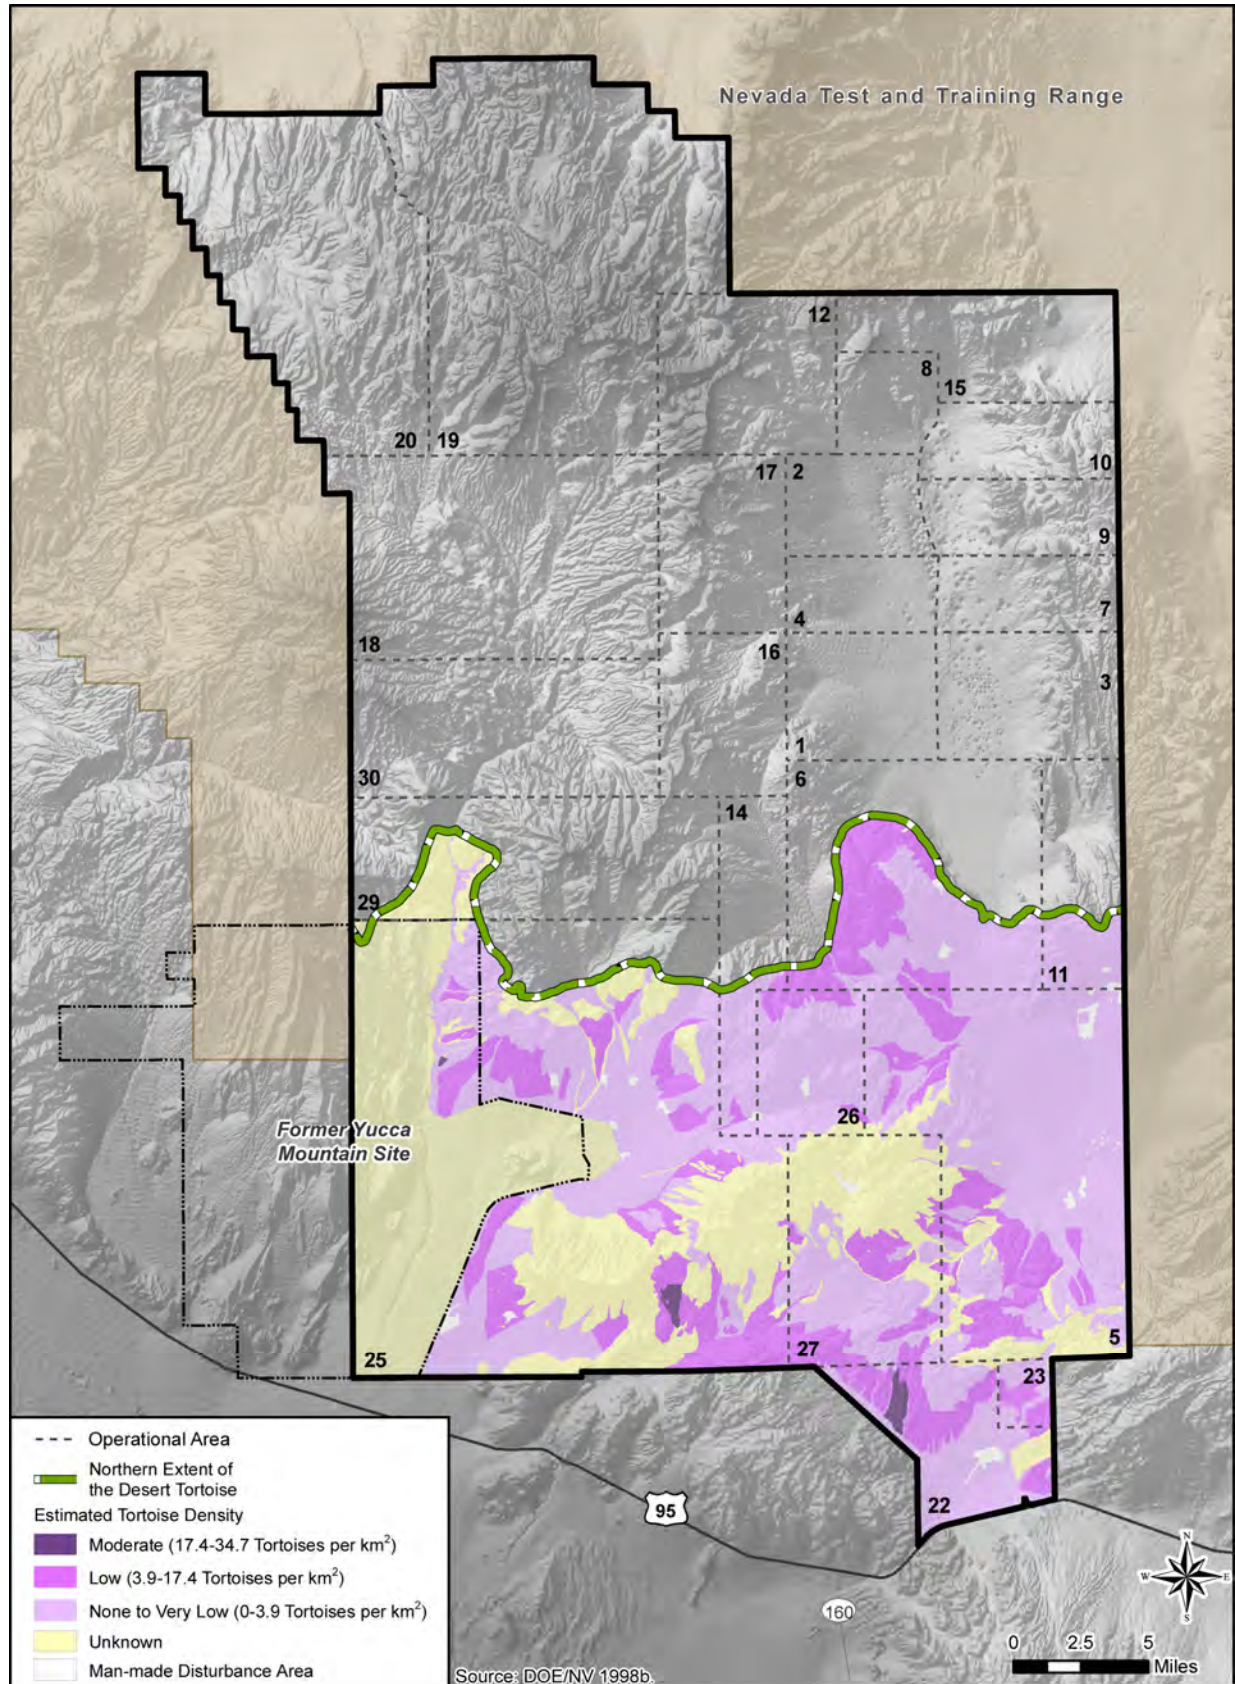 Nevada Test and Training Range
12
8
15
20
19
17
2
10
9
4
7
18
16
3
1
30
6
14
29
11
26
Former Yucca
Mountain Site
25
27
5
23
22
95
160
N
W
E
S
0
2.5
5
Miles
Operational Area
Northern Extent of
the Desert Tortoise
Estimated Tortoise Density
Moderate (17.4-34.7 Tortoises per km²)
Low (3.9-17.4 Tortoises per km²)
None to Very Low (0-3.9 Tortoises per km²)
Unknown
Man-made Disturbance Area
Source: DOE/NV 1998b.